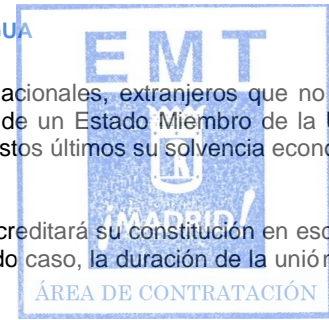 GUA
EMT
acionales, extranjeros que no
de un Estado Miembro de la U
stos últimos su solvencia econó
¡MADRID!
creditará su constitución en esc
do caso, la duración de la unión
ÁREA DE CONTRATACIÓN